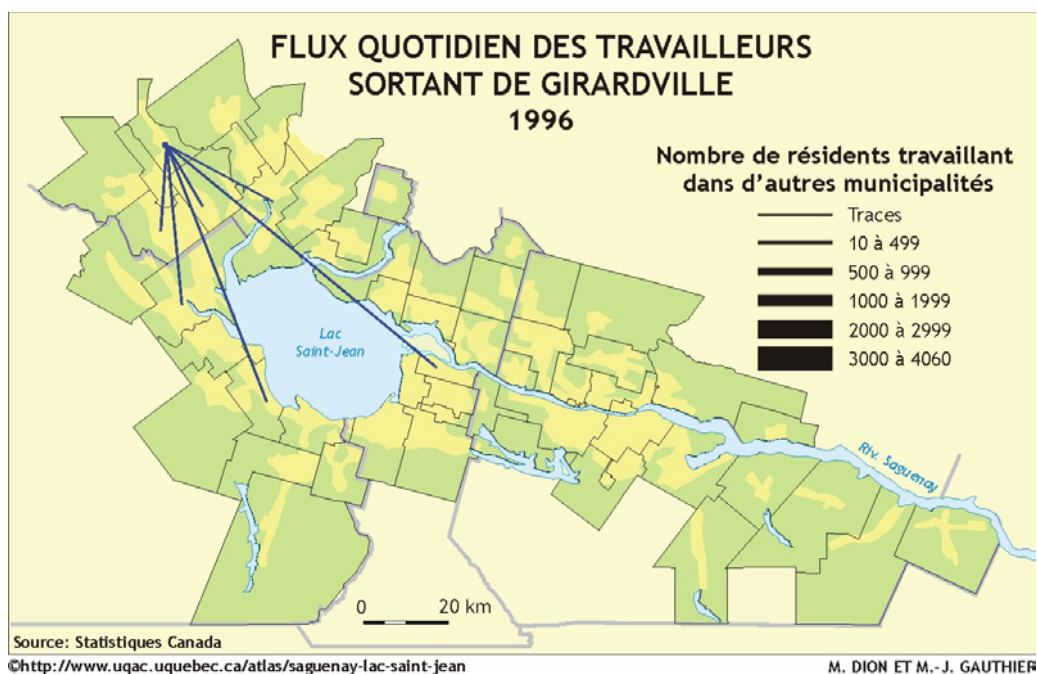 FLUX QUOTIDIEN DES TRAVAILLEURS
SORTANT DE GIRARDVILLE
1996
Nombre de résidents travaillant
dans d'autres municipalités
Traces
10 à 499
500 à 999
1000 à 1999
2000 à 2999
3000 à 4060
Lac
Saint-Jean
Riv. Saguenay
0 20 km
Source: Statistiques Canada
©http://www.uqac.uquebec.ca/atlas/saguenay-lac-saint-jean
M. DION ET M.-J. GAUTHIER